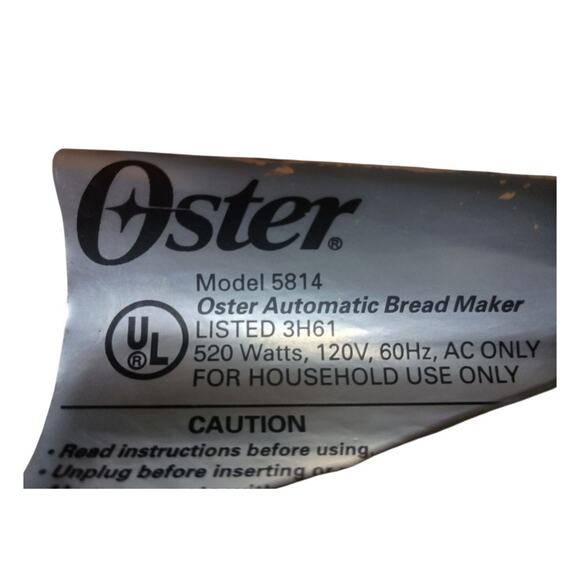 Oster®
Model 5814
Oster Automatic Bread Maker
UL®
LISTED 3H61
520 Watts, 120V, 60Hz, AC ONLY
FOR HOUSEHOLD USE ONLY
CAUTION
• Read instructions before using.
• Unplug before inserting or